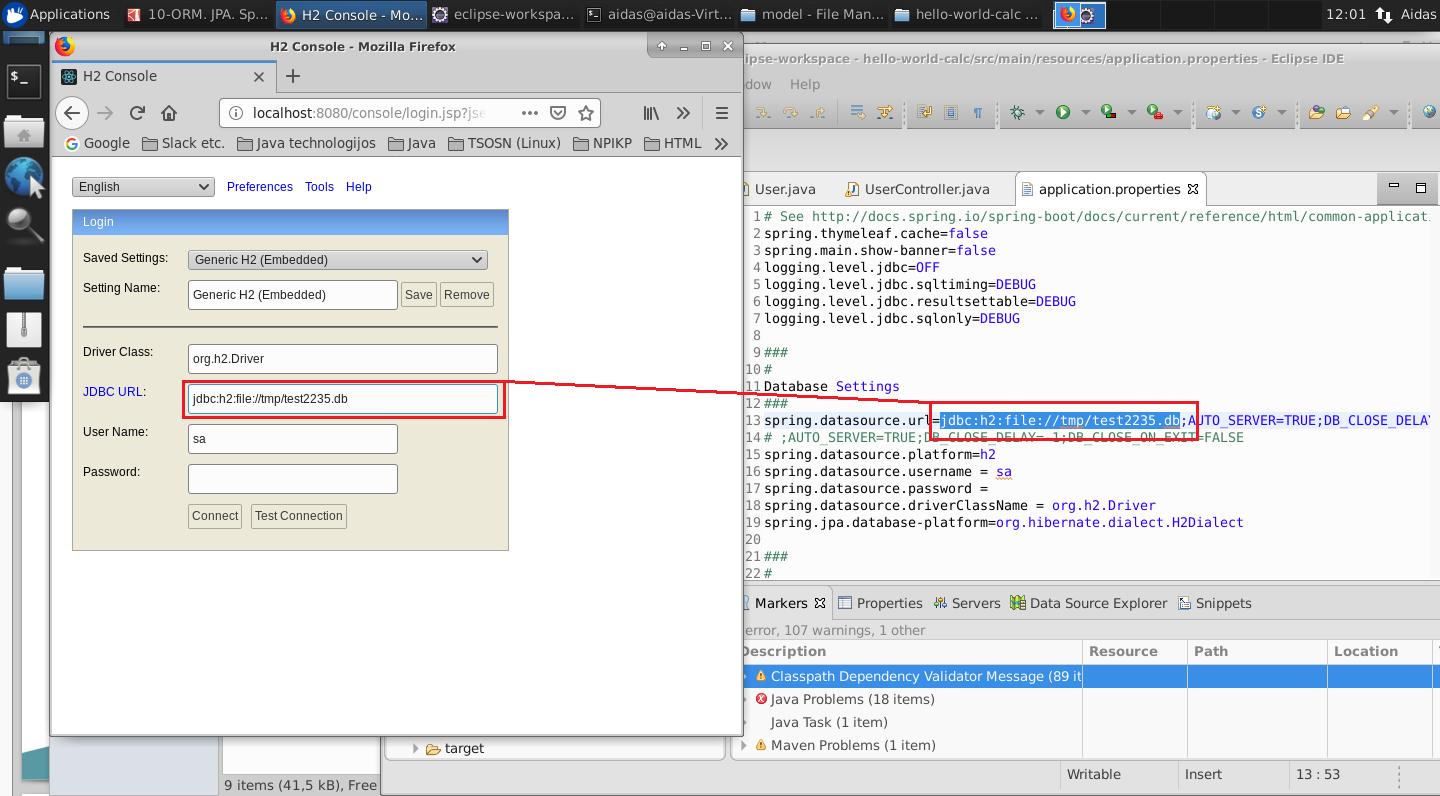 Applications
10-ORM. JPA. Sp...
H2 Console - Mo...
eclipse-workspa...
aidas@aidas-Virt...
model - File Man...
hello-world-calc ...
12:01
Aidas
H2 Console - Mozilla Firefox
H2 Console
localhost:8080/console/login.jsp?jse
Google
Slack etc.
Java technologijos
Java
TSOSN (Linux)
NPIKP
HTML
English
Preferences
Tools
Help
Login
Saved Settings:
Generic H2 (Embedded)
Setting Name:
Generic H2 (Embedded)
Save
Remove
Driver Class:
org.h2.Driver
JDBC URL:
jdbc:h2:file://tmp/test2235.db
User Name:
sa
Password:
Connect
Test Connection
ipse-workspace - hello-world-calc/src/main/resources/application.properties - Eclipse IDE
dow
Help
User.java
UserController.java
application.properties
1 # See http://docs.spring.io/spring-boot/docs/current/reference/html/common-applicati
2 spring.thymeleaf.cache=false
3 spring.main.show-banner=false
4 logging.level.jdbc=OFF
5 logging.level.jdbc.sqltiming=DEBUG
6 logging.level.jdbc.resultsettable=DEBUG
7 logging.level.jdbc.sqlonly=DEBUG
8
9 ###
10 #
11 Database Settings
12 ###
13 spring.datasource.url=jdbc:h2:file://tmp/test2235.db;AUTO_SERVER=TRUE;DB_CLOSE_DELAY
14 # ;AUTO_SERVER=TRUE;DB_CLOSE_DELAY=-1;DB_CLOSE_ON_EXIT=FALSE
15 spring.datasource.platform=h2
16 spring.datasource.username = sa
17 spring.datasource.password =
18 spring.datasource.driverClassName = org.h2.Driver
19 spring.jpa.database-platform=org.hibernate.dialect.H2Dialect
20
21 ###
22 #
Markers
Properties
Servers
Data Source Explorer
Snippets
error, 107 warnings, 1 other
Description
Resource
Path
Location
Classpath Dependency Validator Message (89 it
Java Problems (18 items)
Java Task (1 item)
Maven Problems (1 item)
target
9 items (41,5 kB), Free
Writable
Insert
13 : 53